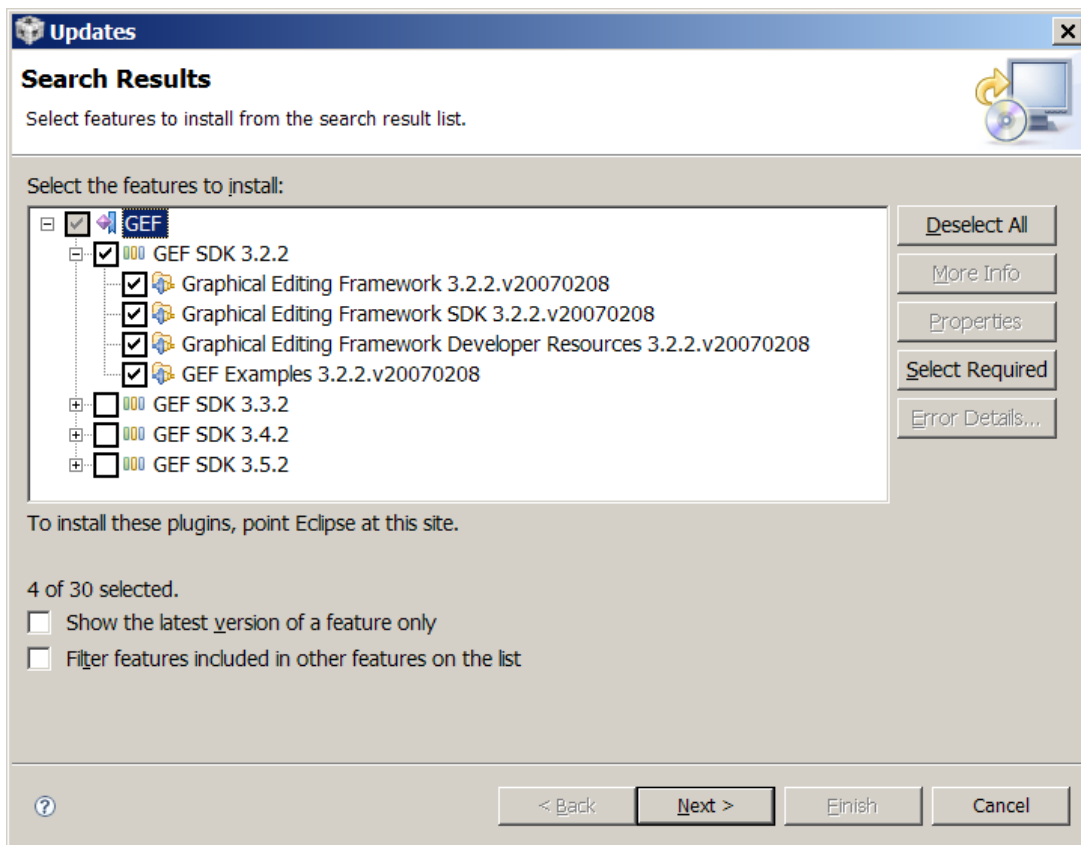 Updates
Search Results
Select features to install from the search result list.
Select the features to install:
GEF
GEF SDK 3.2.2
Graphical Editing Framework 3.2.2.v20070208
Graphical Editing Framework SDK 3.2.2.v20070208
Graphical Editing Framework Developer Resources 3.2.2.v20070208
GEF Examples 3.2.2.v20070208
GEF SDK 3.3.2
GEF SDK 3.4.2
GEF SDK 3.5.2
Deselect All
More Info
Properties
Select Required
Error Details...
To install these plugins, point Eclipse at this site.
4 of 30 selected.
Show the latest version of a feature only
Filter features included in other features on the list
?
< Back
Next >
Finish
Cancel